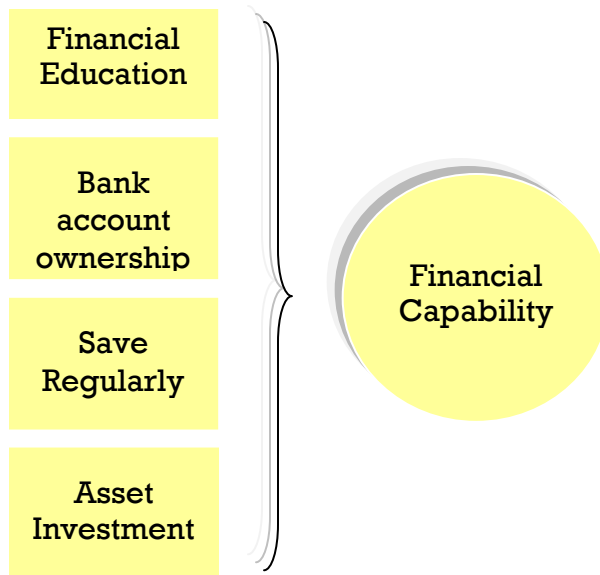 Financial
Education
Bank
account
ownership
Save
Regularly
Asset
Investment
Financial
Capability